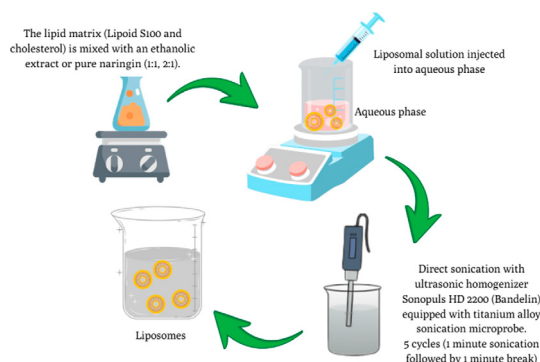 The lipid matrix (Lipoid S100 and
cholesterol) is mixed with an ethanolic
extract or pure naringin (1:1, 2:1).
Liposomal solution injected
into aqueous phase
Aqueous phase
Direct sonication with
ultrasonic homogenizer
Sonopuls HD 2200 (Bandelin)
equipped with titanium alloy
sonication microprobe.
5 cycles (1 minute sonication
followed by 1 minute break)
Liposomes